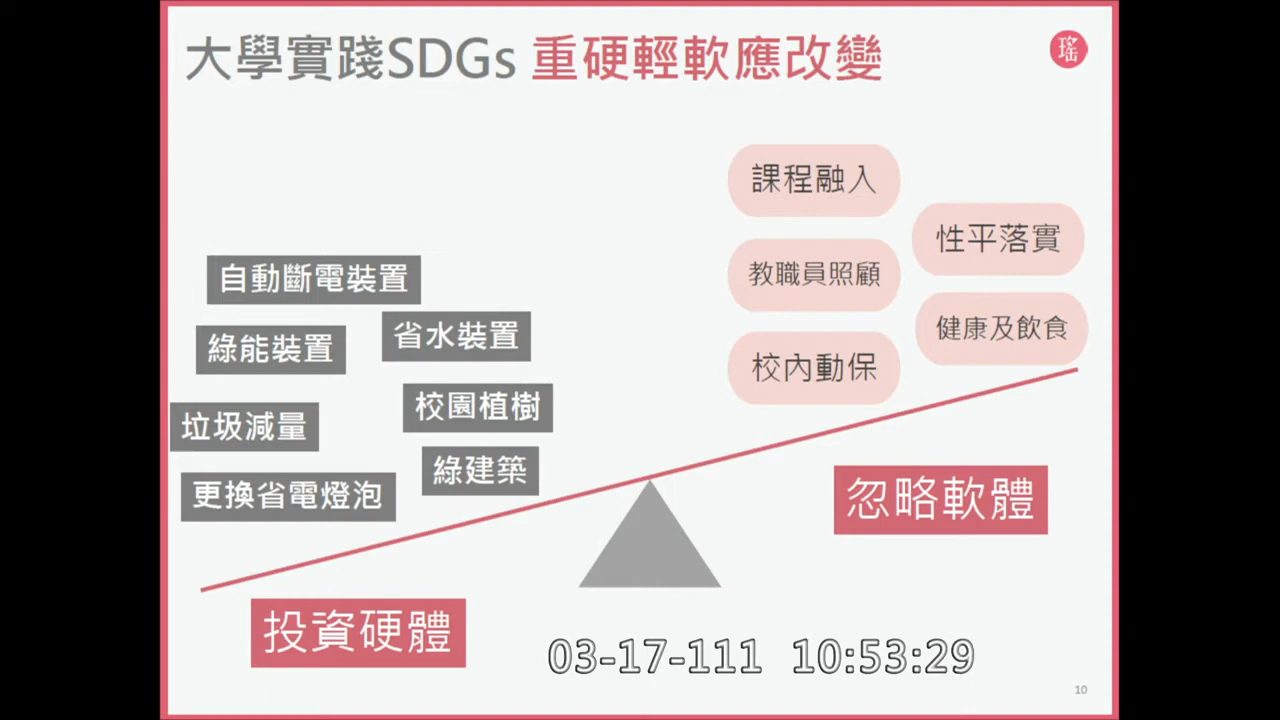 大學實踐SDGs 重硬輕軟應改變
瑤
課程融入
性平落實
教職員照顧
健康及飲食
校內動保
自動斷電裝置
綠能裝置
省水裝置
垃圾減量
校園植樹
更換省電燈泡
綠建築
忽略軟體
投資硬體
03-17-111 10:53:29
10